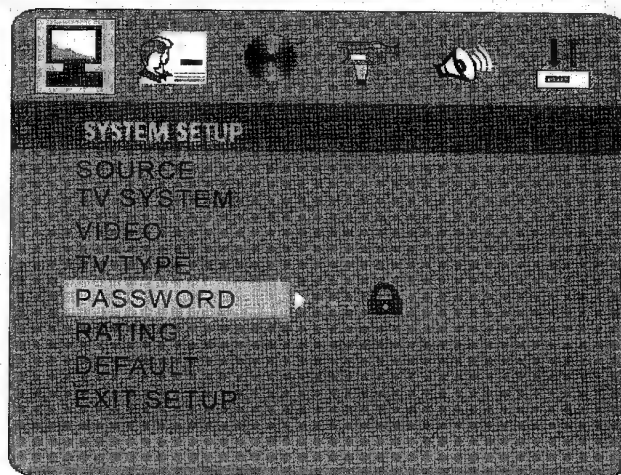 SYSTEM SETUP
SOURCE
TV SYSTEM
VIDEO
TV TYPE
PASSWORD
RATING
DEFAULT
EXIT SETUP